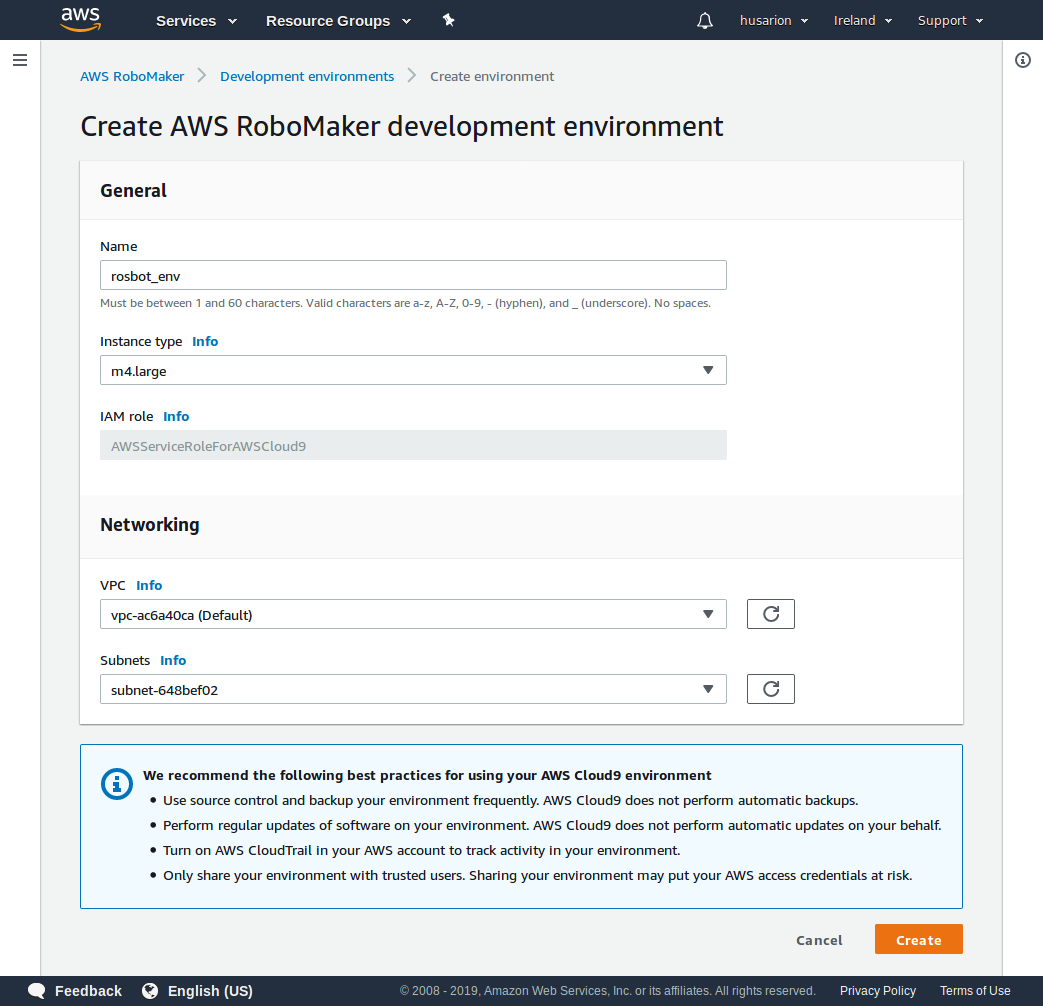 aws Services Resource Groups husarion Ireland Support
AWS RoboMaker Development environments Create environment
Create AWS RoboMaker development environment
General
Name
rosbot_env
Must be between 1 and 60 characters. Valid characters are a-z, A-Z, 0-9, - (hyphen), and _ (underscore). No spaces.
Instance type Info
m4.large
IAM role Info
AWSServiceRoleForAWSCloud9
Networking
VPC Info
vpc-ac6a40ca (Default)
Subnets Info
subnet-648bef02
We recommend the following best practices for using your AWS Cloud9 environment
• Use source control and backup your environment frequently. AWS Cloud9 does not perform automatic backups.
• Perform regular updates of software on your environment. AWS Cloud9 does not perform automatic updates on your behalf.
• Turn on AWS CloudTrail in your AWS account to track activity in your environment.
• Only share your environment with trusted users. Sharing your environment may put your AWS access credentials at risk.
Cancel Create
Feedback English (US) © 2008 - 2019, Amazon Web Services, Inc. or its affiliates. All rights reserved. Privacy Policy Terms of Use